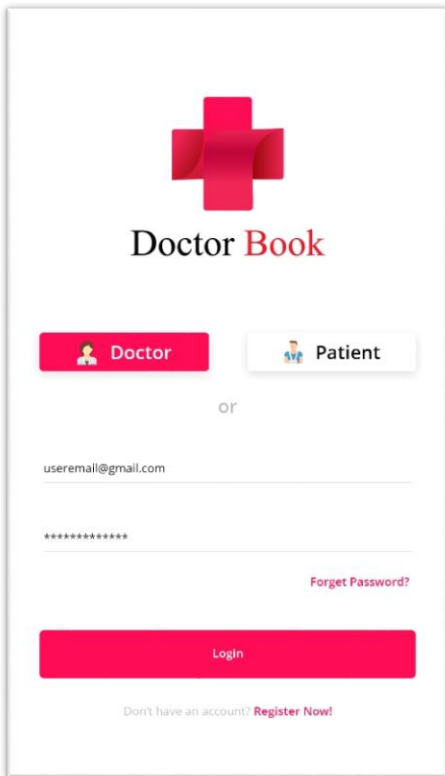 Doctor Book
Doctor Patient
or
useremail@gmail.com
*************
Forget Password?
Login
Don't have an account? Register Now!